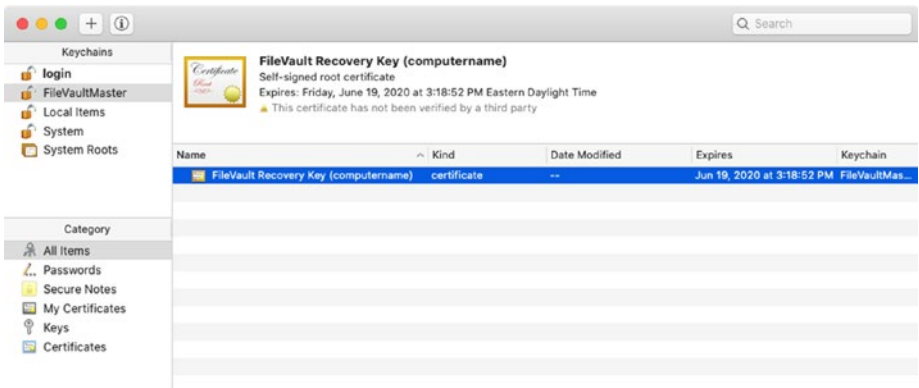 Search
Keychains
login
FileVaultMaster
Local Items
System
System Roots
Certificate
Root
FileVault Recovery Key (computername)
Self-signed root certificate
Expires: Friday, June 19, 2020 at 3:18:52 PM Eastern Daylight Time
This certificate has not been verified by a third party
Name Kind Date Modified Expires Keychain
FileVault Recovery Key (computername) certificate -- Jun 19, 2020 at 3:18:52 PM FileVaultMas...
Category
All Items
Passwords
Secure Notes
My Certificates
Keys
Certificates